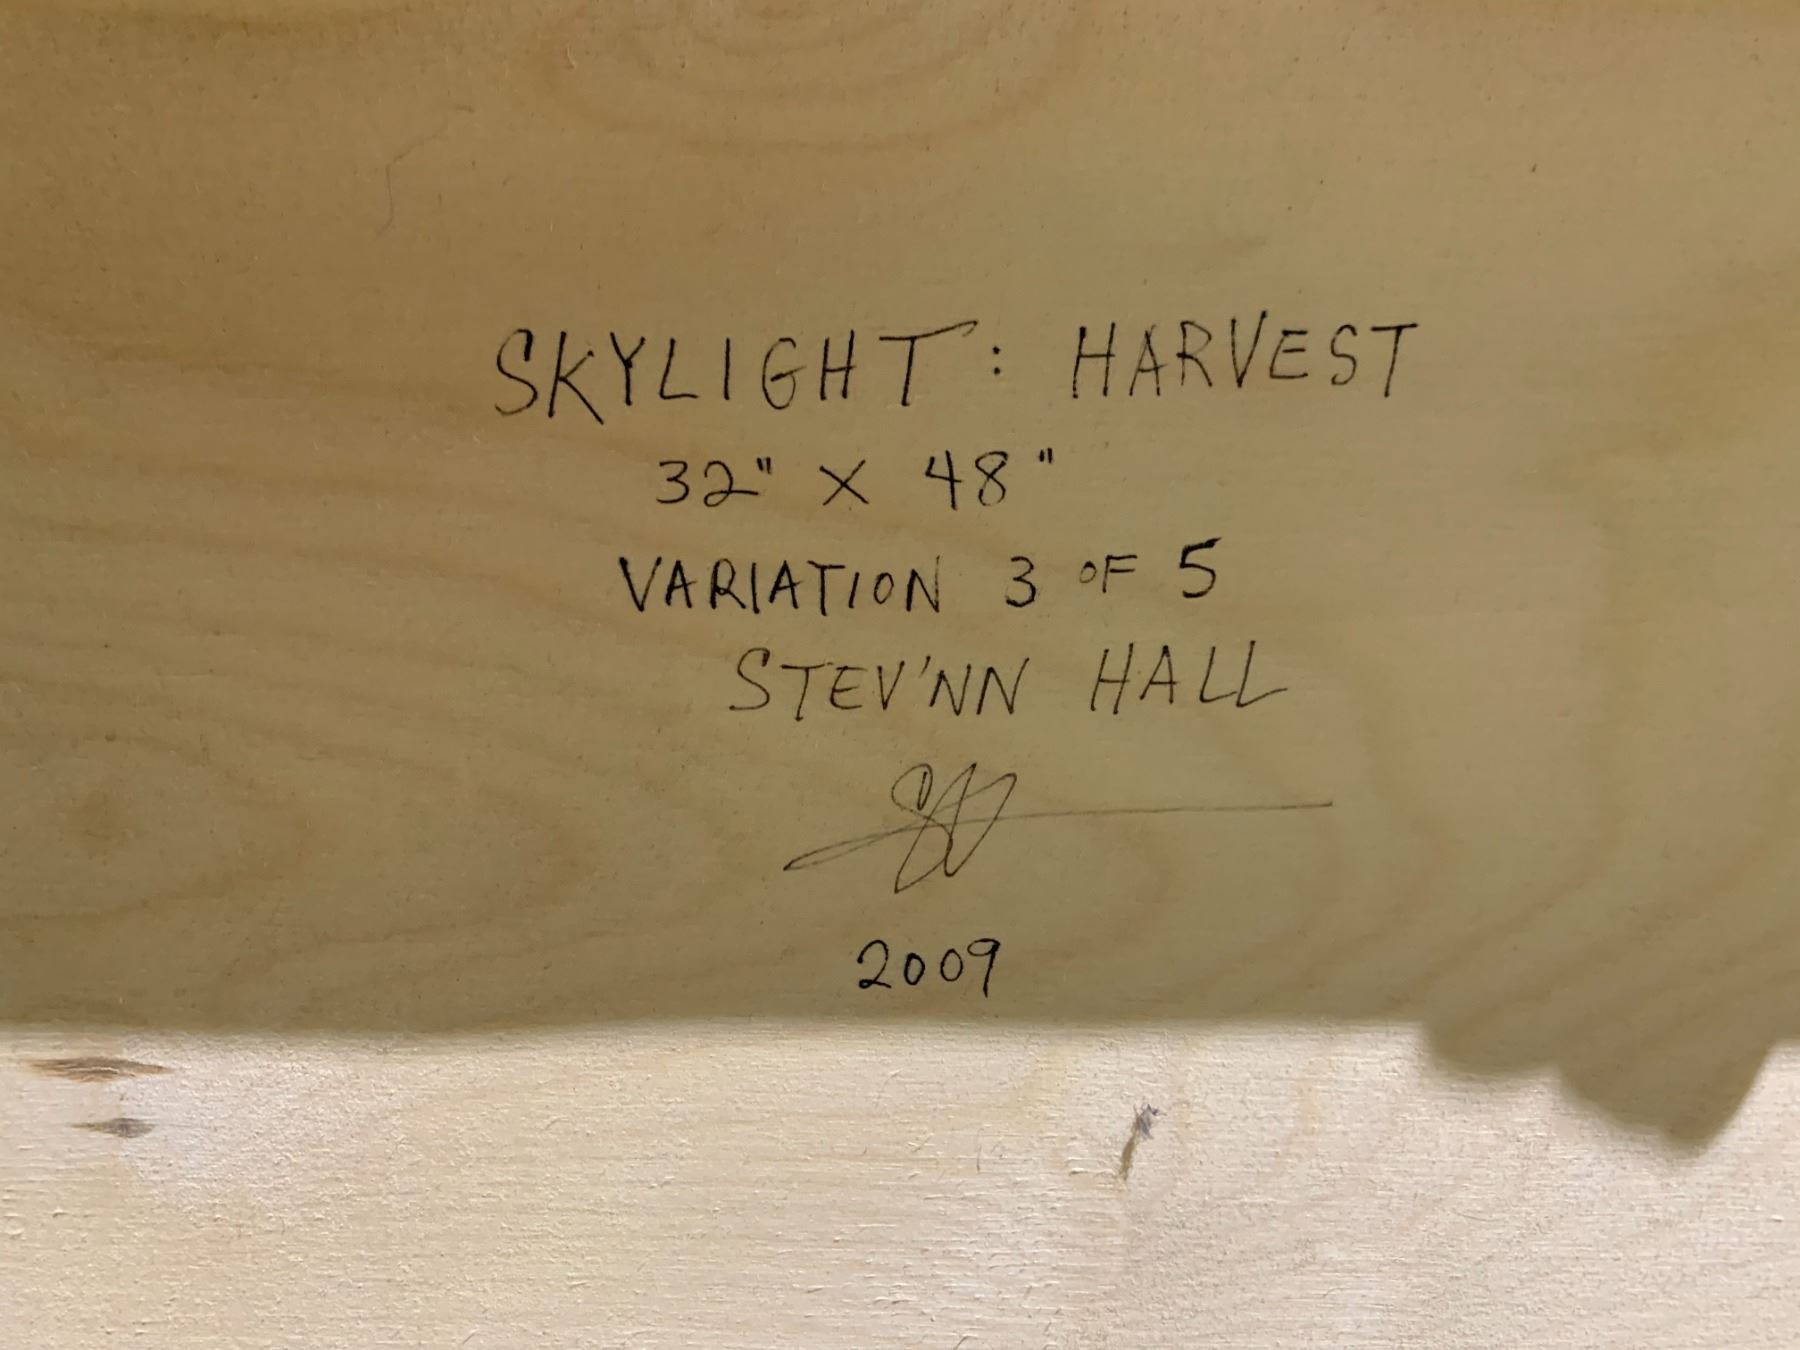 SKYLIGHT: HARVEST
32" X 48"
VARIATION 3 OF 5
STEV'NN HALL
2009